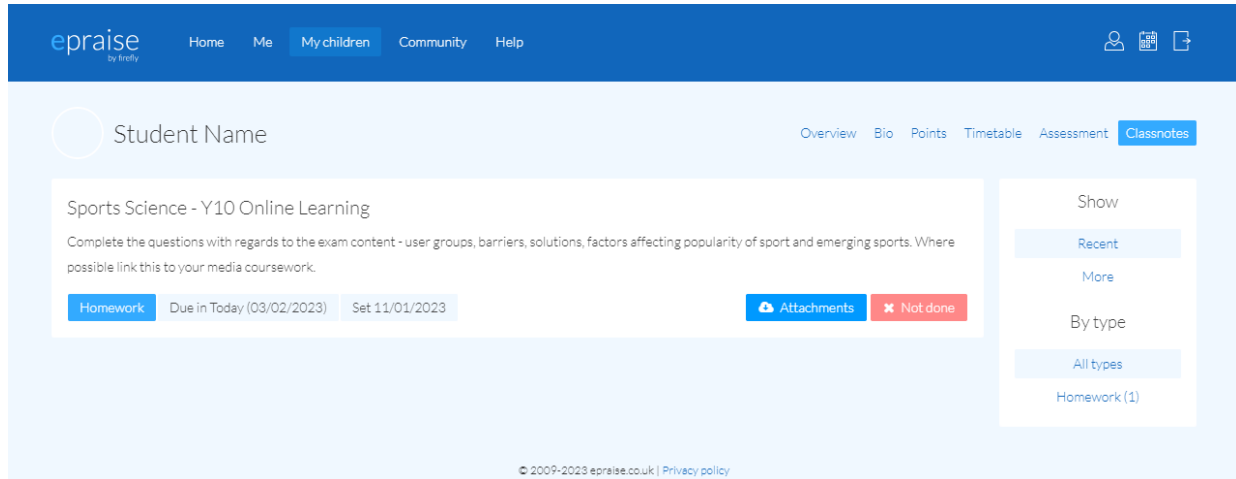 epraise
by firefly
Home Me My children Community Help
Student Name
Overview Bio Points Timetable Assessment Classnotes
Sports Science - Y10 Online Learning
Complete the questions with regards to the exam content - user groups, barriers, solutions, factors affecting popularity of sport and emerging sports. Where
possible link this to your media coursework.
Homework Due in Today (03/02/2023) Set 11/01/2023 Attachments Not done
Show
Recent
More
By type
All types
Homework (1)
© 2009-2023 epraise.co.uk | Privacy policy